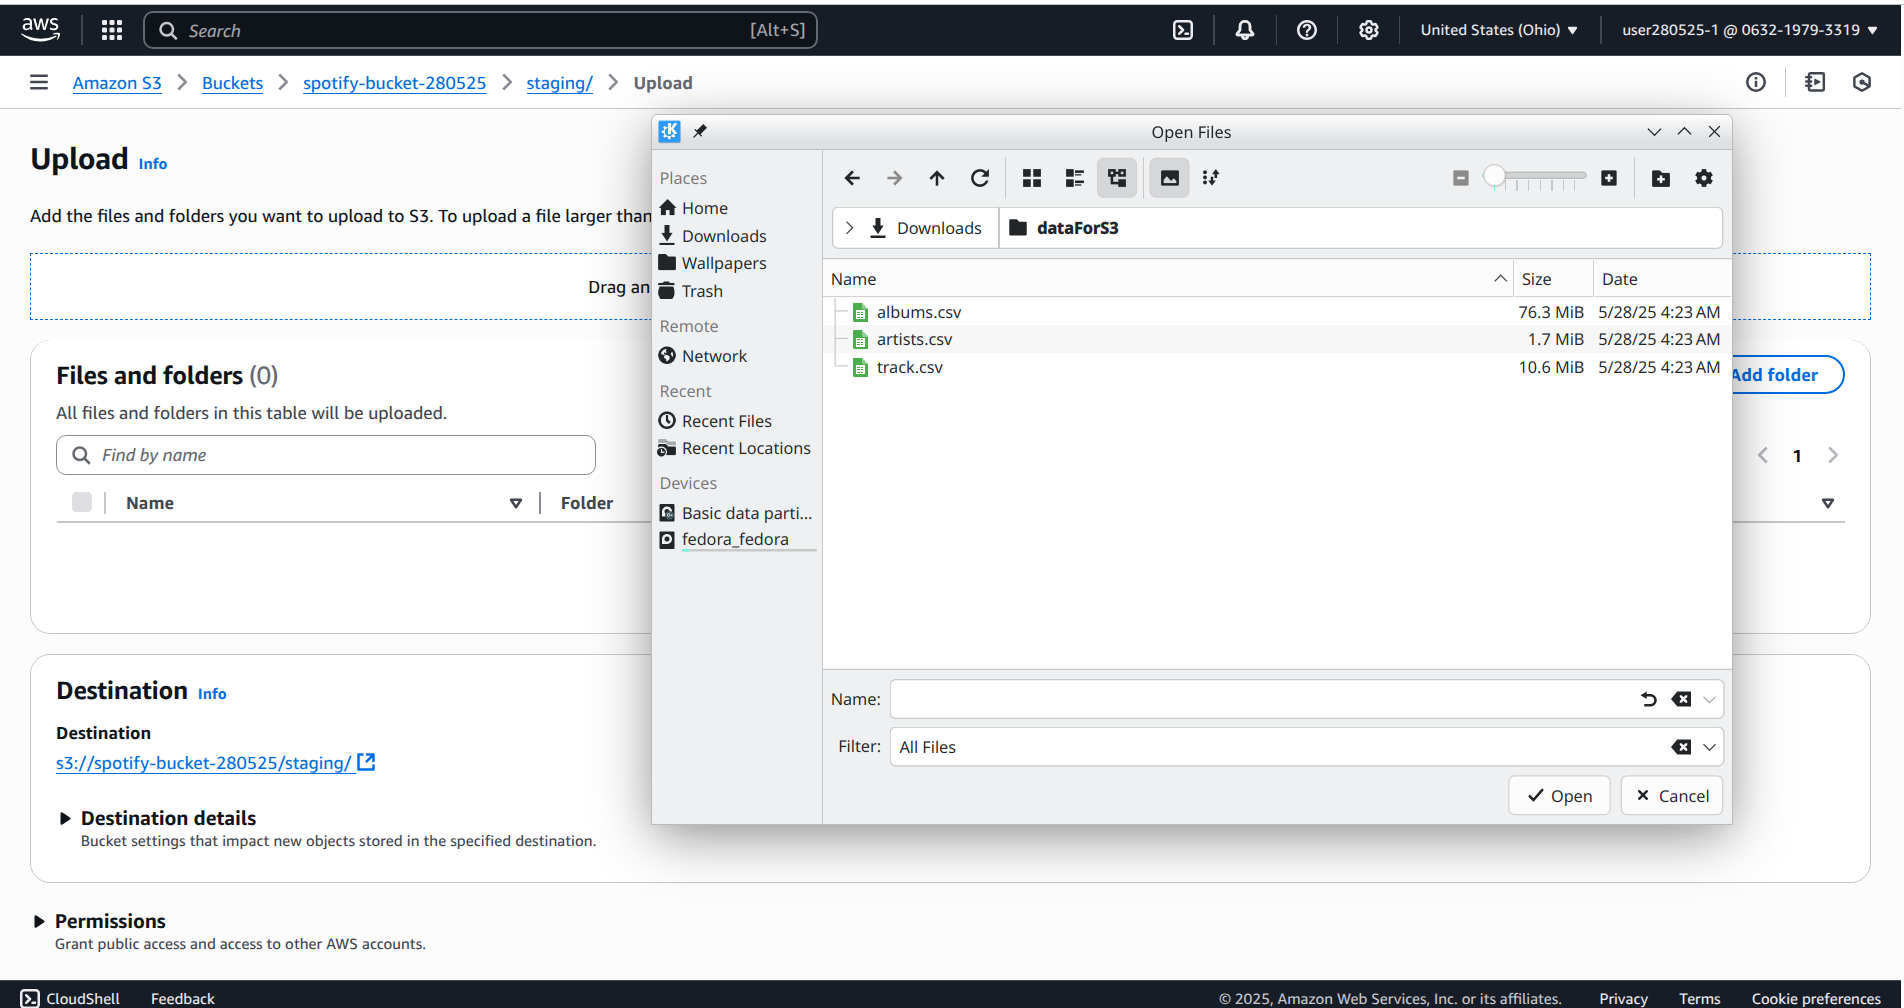 aws
Search [Alt+S]
United States (Ohio)
user280525-1 @ 0632-1979-3319
Amazon S3 > Buckets > spotify-bucket-280525 > staging/ > Upload
Upload Info
Add the files and folders you want to upload to S3. To upload a file larger than
Drag an
Files and folders (0)
All files and folders in this table will be uploaded.
Find by name
Name
Folder
Add folder
1
Destination Info
Destination
s3://spotify-bucket-280525/staging/
Destination details
Bucket settings that impact new objects stored in the specified destination.
Permissions
Grant public access and access to other AWS accounts.
Open Files
Places
Home
Downloads
Wallpapers
Trash
Remote
Network
Recent
Recent Files
Recent Locations
Devices
Basic data parti...
fedora_fedora
Downloads
dataForS3
Name Size Date
albums.csv 76.3 MiB 5/28/25 4:23 AM
artists.csv 1.7 MiB 5/28/25 4:23 AM
track.csv 10.6 MiB 5/28/25 4:23 AM
Name:
Filter: All Files
Open
Cancel
CloudShell Feedback
© 2025, Amazon Web Services, Inc. or its affiliates. Privacy Terms Cookie preferences